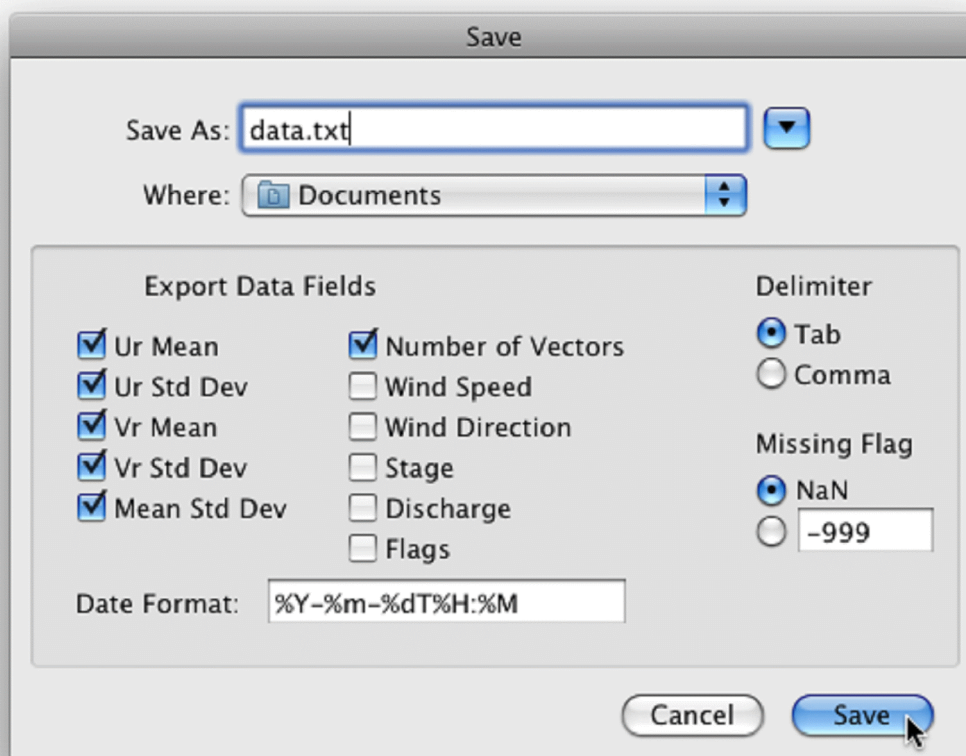 Save
Save As: data.txt
Where: Documents
Export Data Fields
Delimiter
Ur Mean
Number of Vectors
Tab
Ur Std Dev
Wind Speed
Comma
Vr Mean
Wind Direction
Missing Flag
Vr Std Dev
Stage
NaN
Mean Std Dev
Discharge
-999
Flags
Date Format: %Y-%m-%dT%H:%M
Cancel
Save